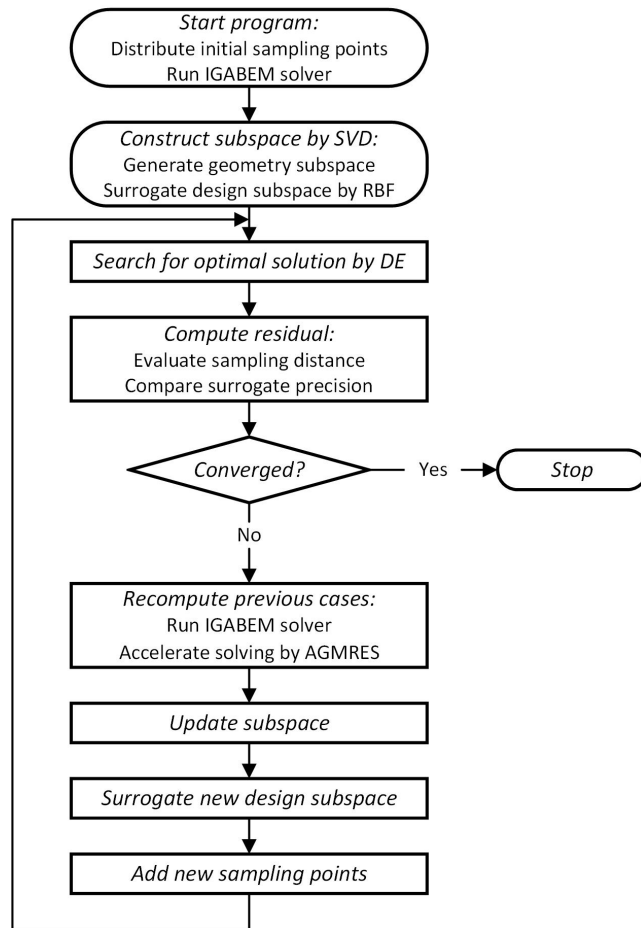 Start program:
Distribute initial sampling points
Run IGABEM solver
Construct subspace by SVD:
Generate geometry subspace
Surrogate design subspace by RBF
Search for optimal solution by DE
Compute residual:
Evaluate sampling distance
Compare surrogate precision
Converged?
Yes
Stop
No
Recompute previous cases:
Run IGABEM solver
Accelerate solving by AGMRES
Update subspace
Surrogate new design subspace
Add new sampling points